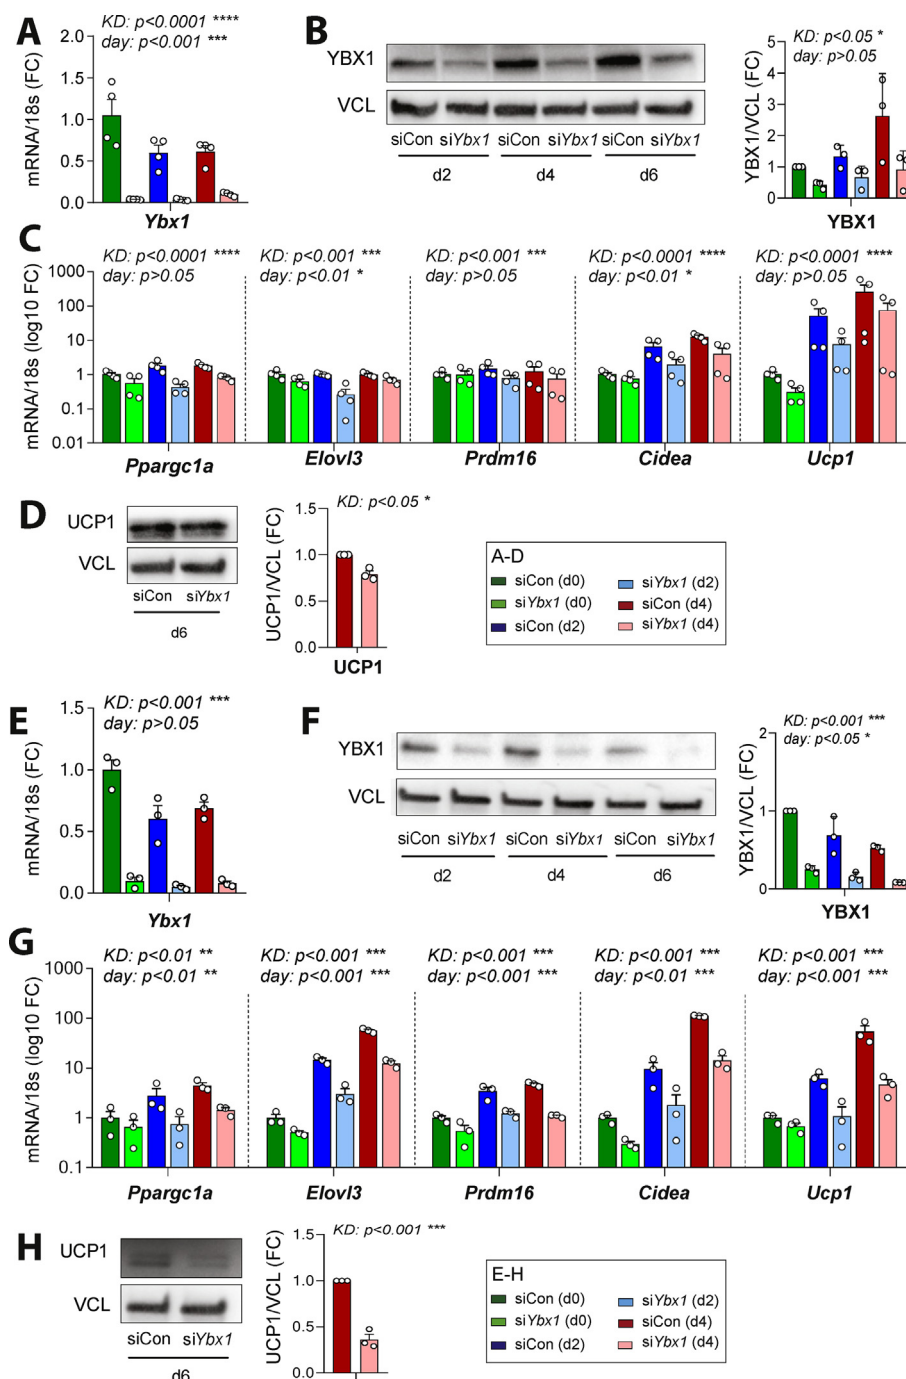 A
KD: p<0.0001 ****
day: p<0.001 ***
mRNA/18s (FC)
2.0
1.5
1.0
0.5
0.0
Ybx1
B
YBX1
VCL
siCon siYbx1 siCon siYbx1 siCon siYbx1
d2 d4 d6
KD: p<0.05 *
day: p>0.05
YBX1/VCL (FC)
5
4
2
0
YBX1
C
KD: p<0.0001 **** KD: p<0.001 *** KD: p<0.001 *** KD: p<0.0001 **** KD: p<0.0001 ****
day: p>0.05 day: p<0.01 * day: p>0.05 day: p<0.01 * day: p>0.05
mRNA/18s (log10 FC)
1000
100
10
1
0.1
0.01
Ppargc1a Elovl3 Prdm16 Cidea Ucp1
D
UCP1
VCL
siCon siYbx1
d6
KD: p<0.05 *
UCP1/VCL (FC)
1.5
1.0
0.5
0.0
UCP1
A-D
siCon (d0) siYbx1 (d2)
siYbx1 (d0) siCon (d4)
siCon (d2) siYbx1 (d4)
E
KD: p<0.001 ***
day: p>0.05
mRNA/18s (FC)
1.5
1.0
0.5
0.0
Ybx1
F
YBX1
VCL
siCon siYbx1 siCon siYbx1 siCon siYbx1
d2 d4 d6
KD: p<0.001 ***
day: p<0.05 *
YBX1/VCL (FC)
2
1
0
YBX1
G
KD: p<0.01 ** KD: p<0.001 *** KD: p<0.001 *** KD: p<0.001 *** KD: p<0.001 ***
day: p<0.01 ** day: p<0.001 *** day: p<0.001 *** day: p<0.01 *** day: p<0.001 ***
mRNA/18s (log10 FC)
1000
100
10
1
0.1
Ppargc1a Elovl3 Prdm16 Cidea Ucp1
H
UCP1
VCL
siCon siYbx1
d6
KD: p<0.001 ***
UCP1/VCL (FC)
1.5
1.0
0.5
0.0
E-H
siCon (d0) siYbx1 (d2)
siYbx1 (d0) siCon (d4)
siCon (d2) siYbx1 (d4)